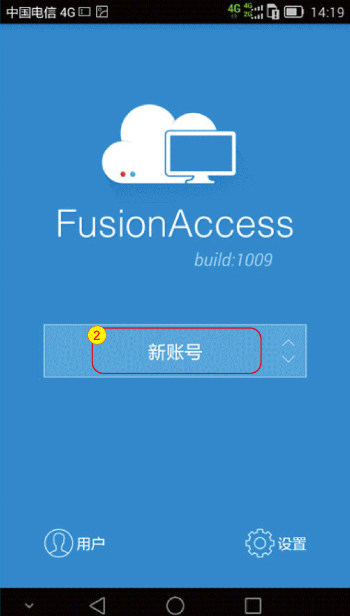 中国电信 4G 4G 4G 2G 14:19
FusionAccess
build:1009
2
新账号
用户 设置